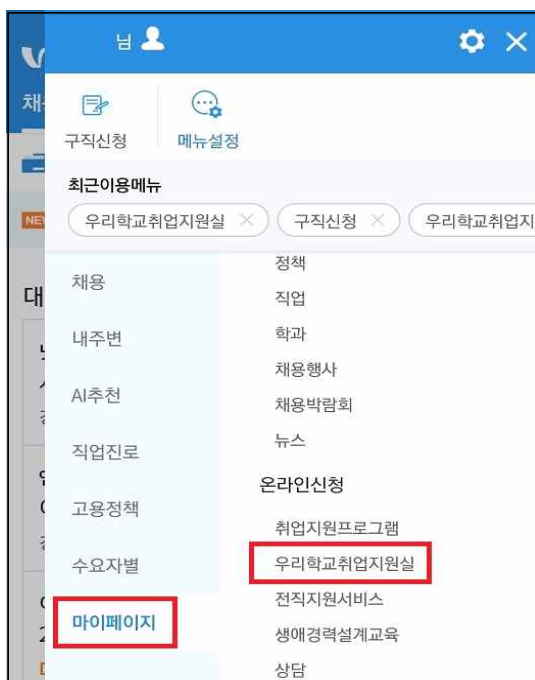 님
구직신청
메뉴설정
최근이용메뉴
우리학교취업지원실
구직신청
우리학교취업지
채용
내주변
AI추천
직업진로
고용정책
수요자별
마이페이지
정책
직업
학과
채용행사
채용박람회
뉴스
온라인신청
취업지원프로그램
우리학교취업지원실
전직지원서비스
생애경력설계교육
상담
채
NEW
대